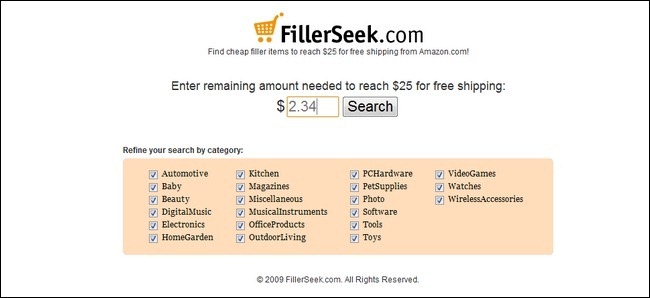 FillerSeek.com
Find cheap filler items to reach $25 for free shipping from Amazon.com!
Enter remaining amount needed to reach $25 for free shipping:
$ 2.34 Search
Refine your search by category:
Automotive Kitchen PCHardware VideoGames
Baby Magazines PetSupplies Watches
Beauty Miscellaneous Photo WirelessAccessories
DigitalMusic MusicalInstruments Software
Electronics OfficeProducts Tools
HomeGarden OutdoorLiving Toys
© 2009 FillerSeek.com. All Rights Reserved.